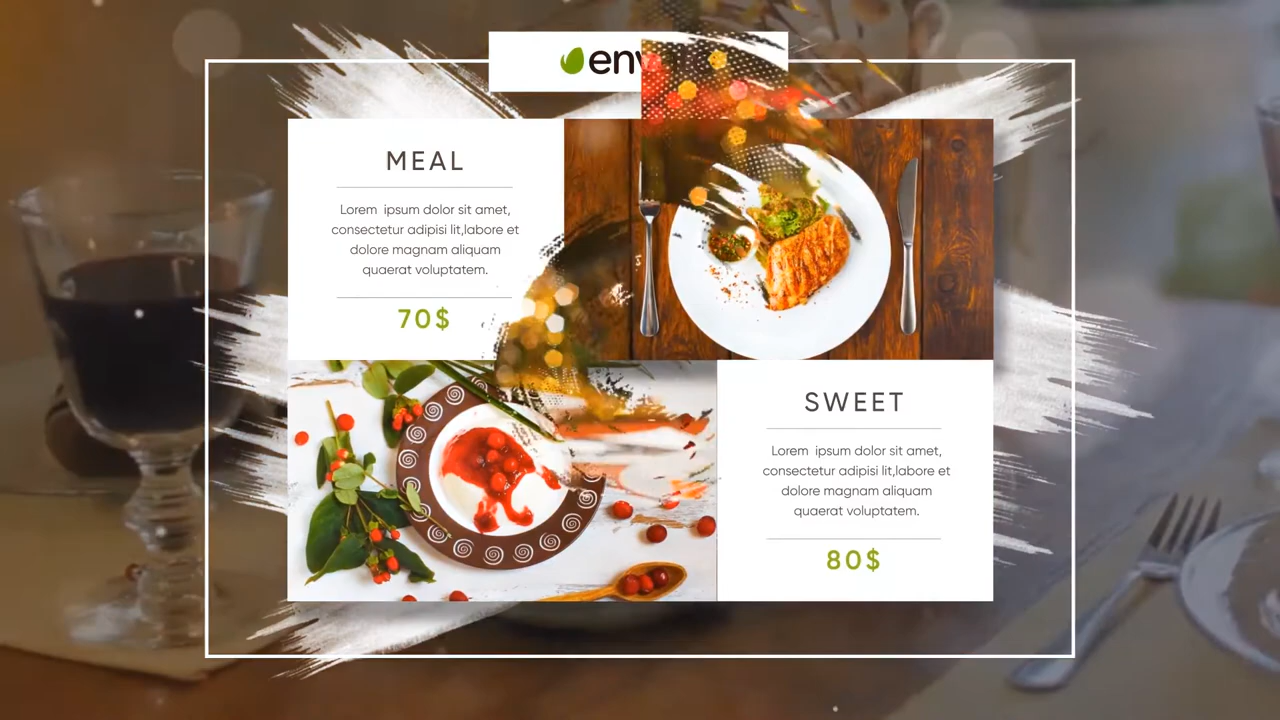 MEAL
Lorem ipsum dolor sit amet,
consectetur adipisi lit,labore et
dolore magnam aliquam
quaerat voluptatem.
70$
SWEET
Lorem ipsum dolor sit amet,
consectetur adipisi lit,labore et
dolore magnam aliquam
quaerat voluptatem.
80$